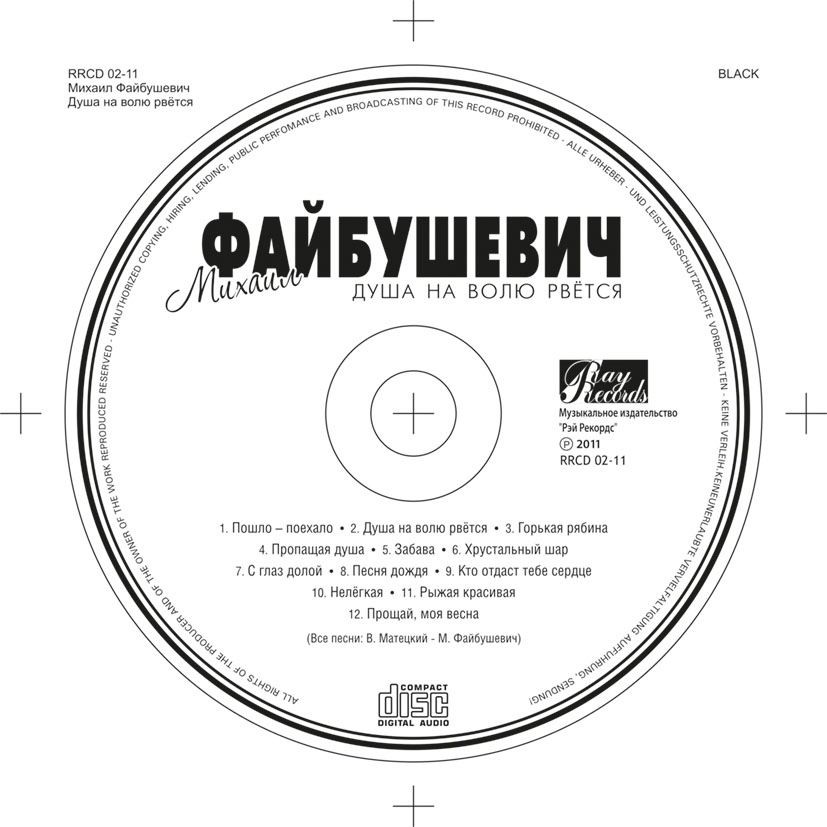 RRCD 02-11
Михаил Файбушевич
Душа на волю рвётся
BLACK
ALL RIGHTS OF THE PRODUCER AND OF THE OWNER OF THE WORK REPRODUCED RESERVED - UNAUTHORIZED COPYING, HIRING, LENDING, PUBLIC PERFOMANCE AND BROADCASTING OF THIS RECORD PROHIBITED - ALLE URHEBER - UND LEISTUNGSSCHUTZRECHTE VORBEHALTEN - KEINE VERLEIH.KEINEUNERLAUBTE VERVIELFALTIGUNG AUFFUHRUNG, SENDUNG!
ФАЙБУШЕВИЧ
Михаил
ДУША НА ВОЛЮ РВЁТСЯ
Ray
Records
Музыкальное издательство
"Рэй Рекордс"
Ⓟ 2011
RRCD 02-11
1. Пошло – поехало • 2. Душа на волю рвётся • 3. Горькая рябина
4. Пропащая душа • 5. Забава • 6. Хрустальный шар
7. С глаз долой • 8. Песня дождя • 9. Кто отдаст тебе сердце
10. Нелёгкая • 11. Рыжая красивая
12. Прощай, моя весна
(Все песни: В. Матецкий - М. Файбушевич)
COMPACT
disc
DIGITAL AUDIO